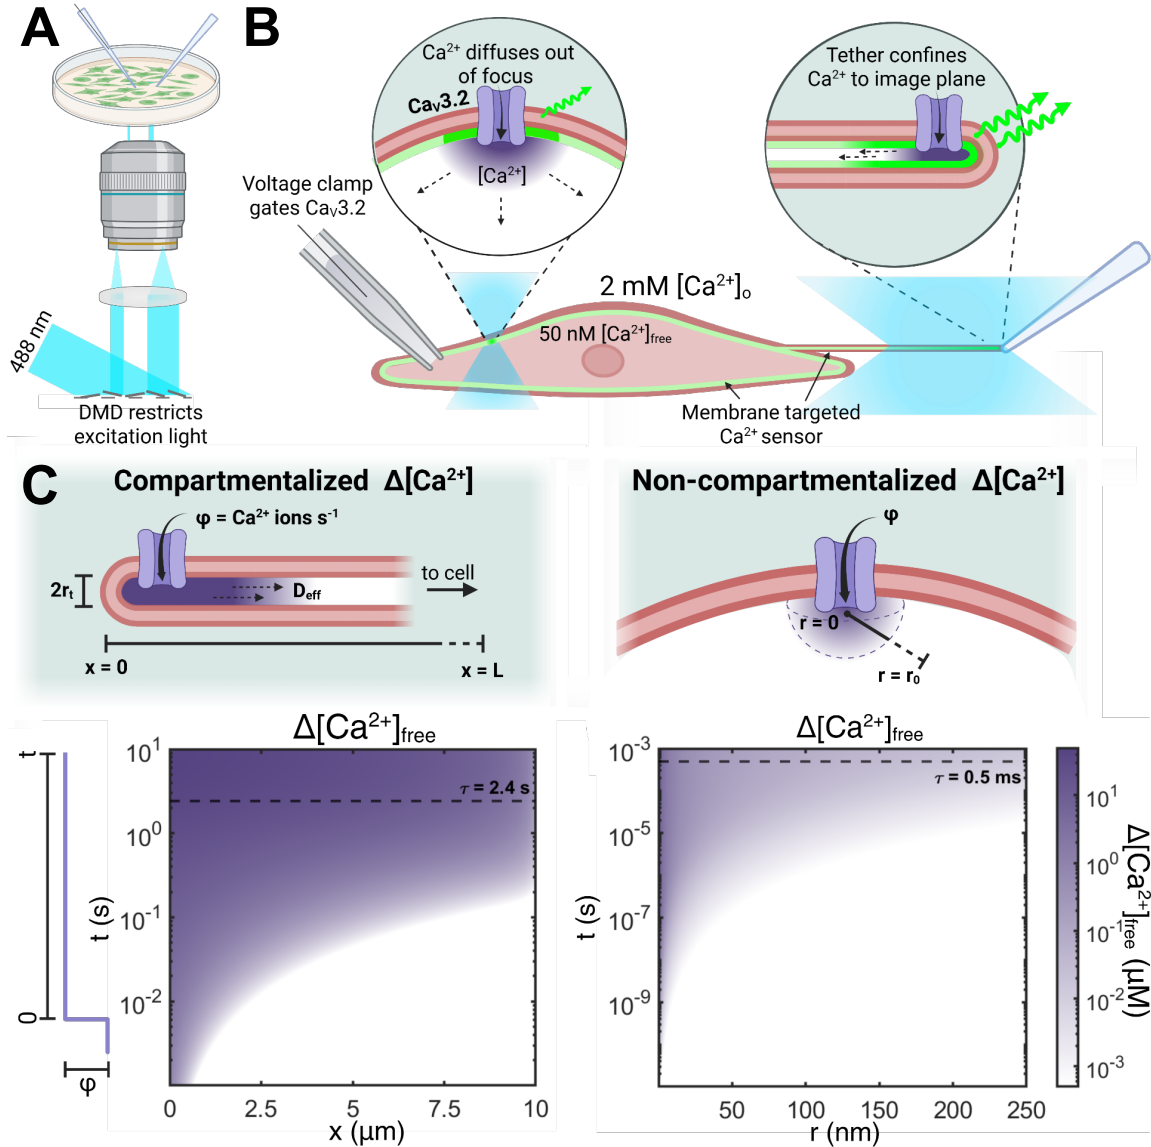 A
B
Ca²⁺ diffuses out
of focus
Caᵥ3.2
[Ca²⁺]
Tether confines
Ca²⁺ to image plane
Voltage clamp
gates Caᵥ3.2
2 mM [Ca²⁺]ₒ
50 nM [Ca²⁺]free
488 nm
DMD restricts
excitation light
Membrane targeted
Ca²⁺ sensor
C
Compartmentalized Δ[Ca²⁺]
φ = Ca²⁺ ions s⁻¹
2rₜ
Deff
to cell
x = 0
x = L
Non-compartmentalized Δ[Ca²⁺]
φ
r = 0
r = r₀
t
0
φ
Δ[Ca²⁺]free
τ = 2.4 s
10¹
10⁰
10⁻¹
10⁻²
t (s)
0
2.5
5
7.5
10
x (μm)
Δ[Ca²⁺]free
τ = 0.5 ms
10⁻³
10⁻⁵
10⁻⁷
10⁻⁹
t (s)
50
100
150
200
250
r (nm)
10¹
10⁰
10⁻¹
10⁻²
10⁻³
Δ[Ca²⁺]free (μM)